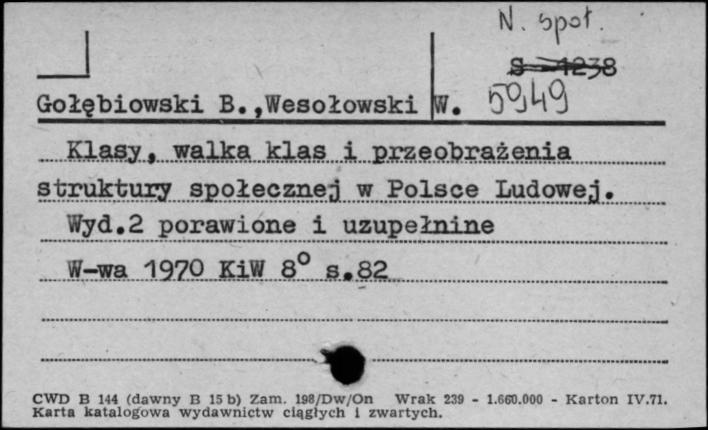 N. społ.
S - 1238
Gołębiowski B.,Wesołowski W. 5949
Klasy, walka klas i przeobrażenia
struktury społecznej w Polsce Ludowej.
Wyd.2 porawione i uzupełnine
W-wa 1970 KiW 8° s.82
CWD B 144 (dawny B 15 b) Zam. 198/Dw/On Wrak 239 - 1.660.000 - Karton IV.71.
Karta katalogowa wydawnictw ciągłych i zwartych.